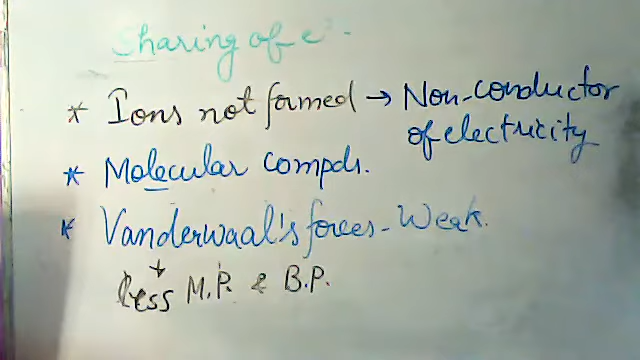 Sharing of e⁻.
* Ions not formed → Non-conductor
of electricity
* Molecular compds.
* Vanderwaal's forces - Weak.
↓
less M.P. & B.P.